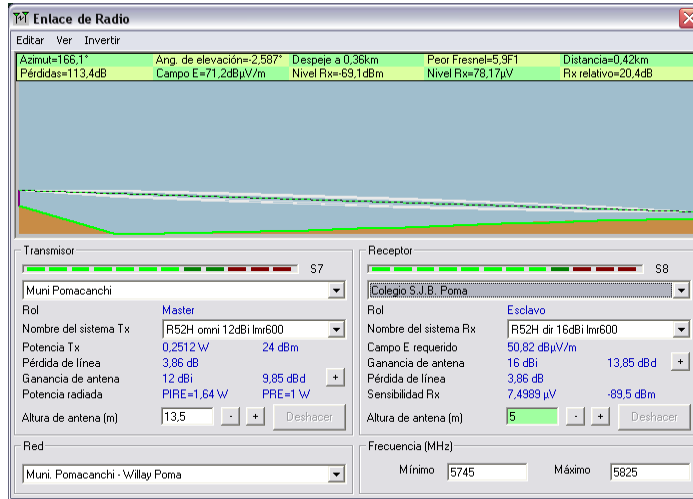 Enlace de Radio
Editar Ver Invertir
Azimut=166,1° Ang. de elevación=-2,587° Despeje a 0,36km Peor Fresnel=5,9F1 Distancia=0,42km
Pérdidas=113,4dB Campo E=71,2dBµV/m Nivel Rx=-69,1dBm Nivel Rx=78,17µV Rx relativo=20,4dB
Transmisor
S7
Muni Pomacanchi
Rol Master
Nombre del sistema Tx R52H omni 12dBi lmr600
Potencia Tx 0,2512 W 24 dBm
Pérdida de línea 3,86 dB
Ganancia de antena 12 dBi 9,85 dBd +
Potencia radiada PIRE=1,64 W PRE=1 W
Altura de antena (m) 13,5 - + Deshacer
Receptor
S8
Colegio S.J.B. Poma
Rol Esclavo
Nombre del sistema Rx R52H dir 16dBi lmr600
Campo E requerido 50,82 dBµV/m
Ganancia de antena 16 dBi 13,85 dBd +
Pérdida de línea 3,86 dB
Sensibilidad Rx 7,4989 µV -89,5 dBm
Altura de antena (m) 5 - + Deshacer
Red
Muni. Pomacanchi - Willay Poma
Frecuencia (MHz)
Mínimo 5745 Máximo 5825